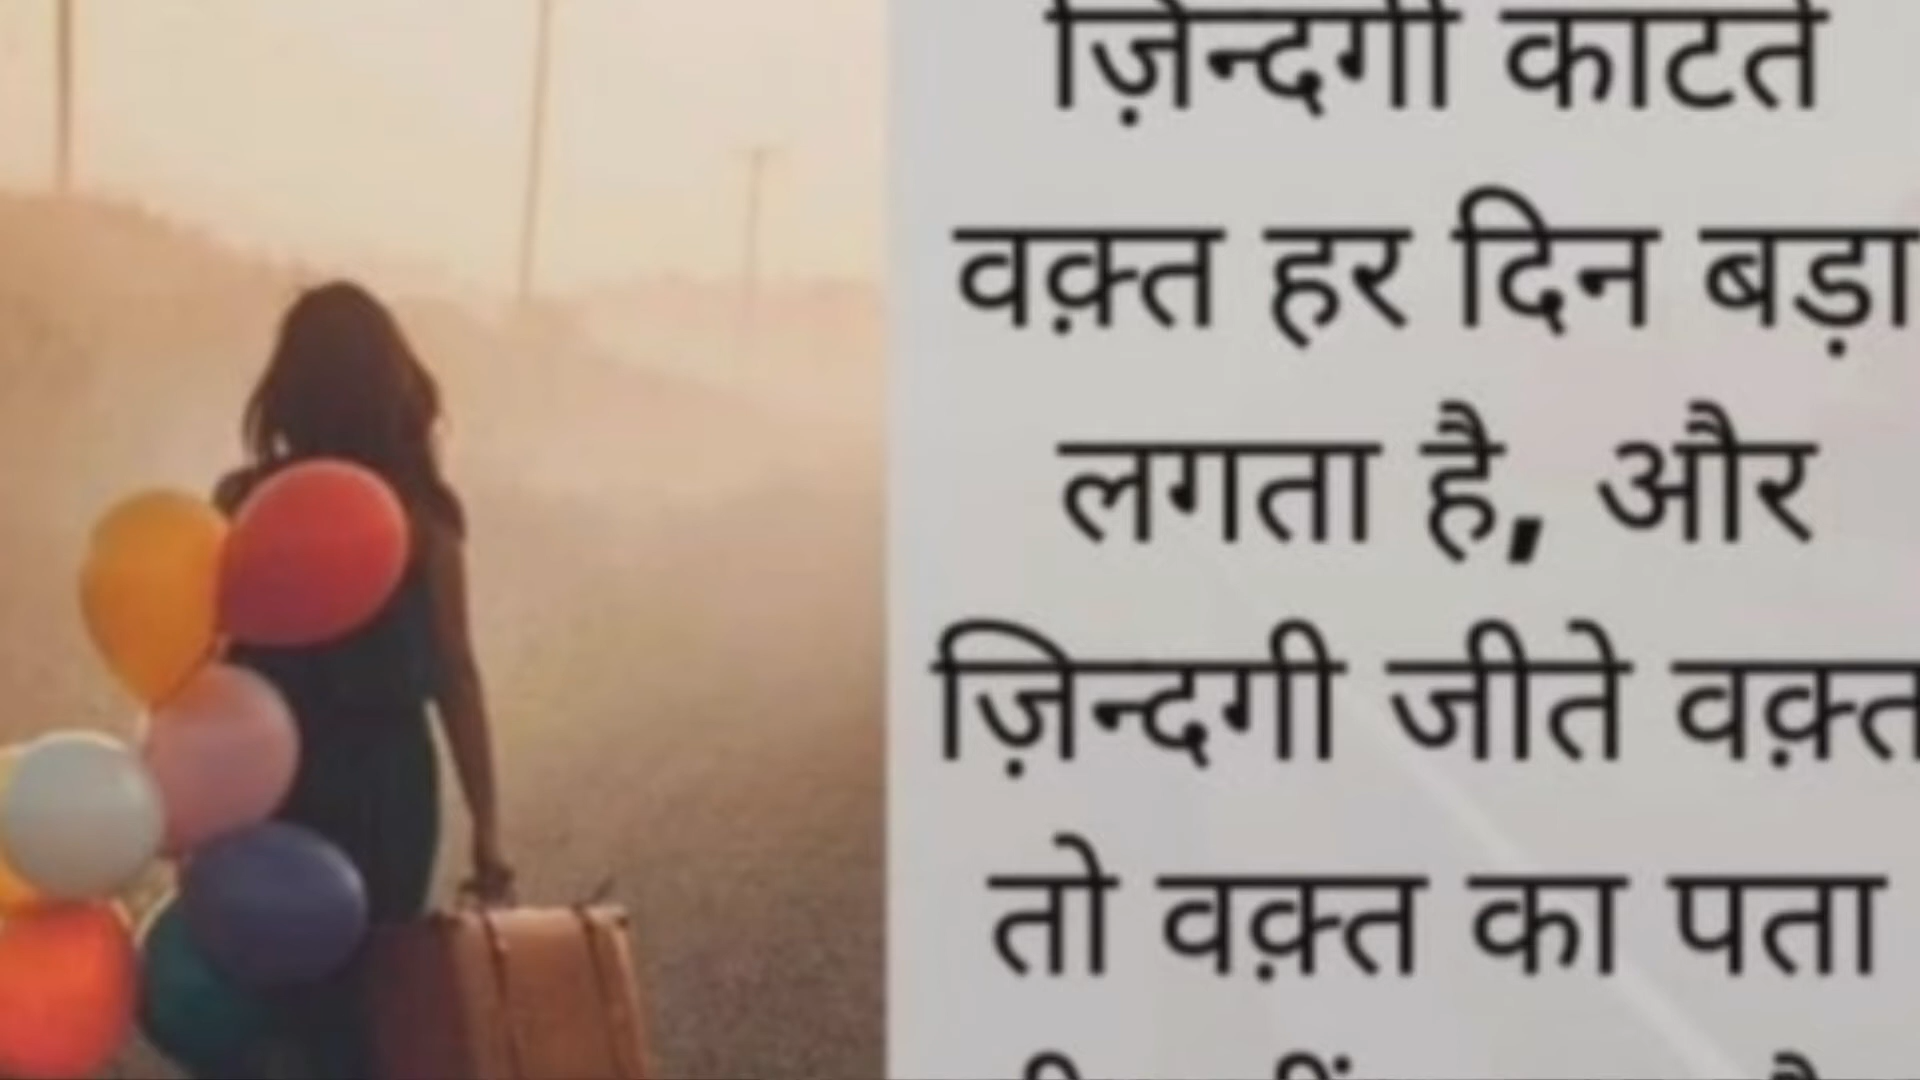 ज़िन्दगी काटते
वक़्त हर दिन बड़ा
लगता है, और
ज़िन्दगी जीते वक़्त
तो वक़्त का पता